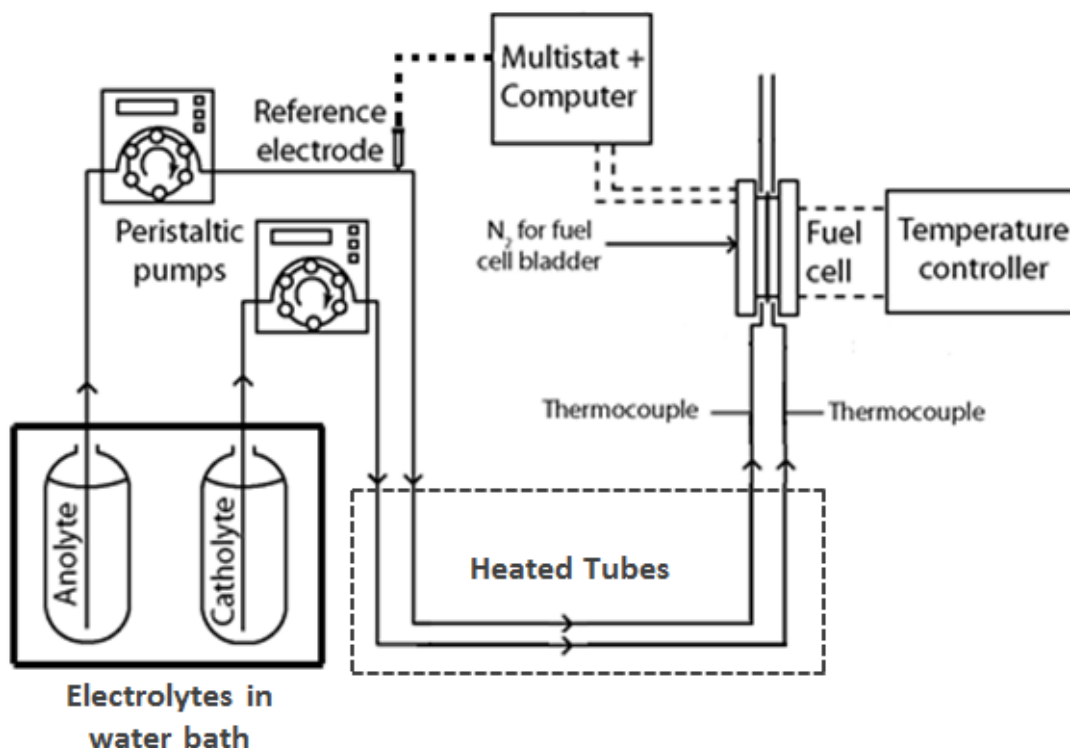 Multistat +
Computer
Reference
electrode
Peristaltic
pumps
N₂ for fuel
cell bladder
Fuel
cell
Temperature
controller
Thermocouple
Thermocouple
Anolyte
Catholyte
Heated Tubes
Electrolytes in
water bath